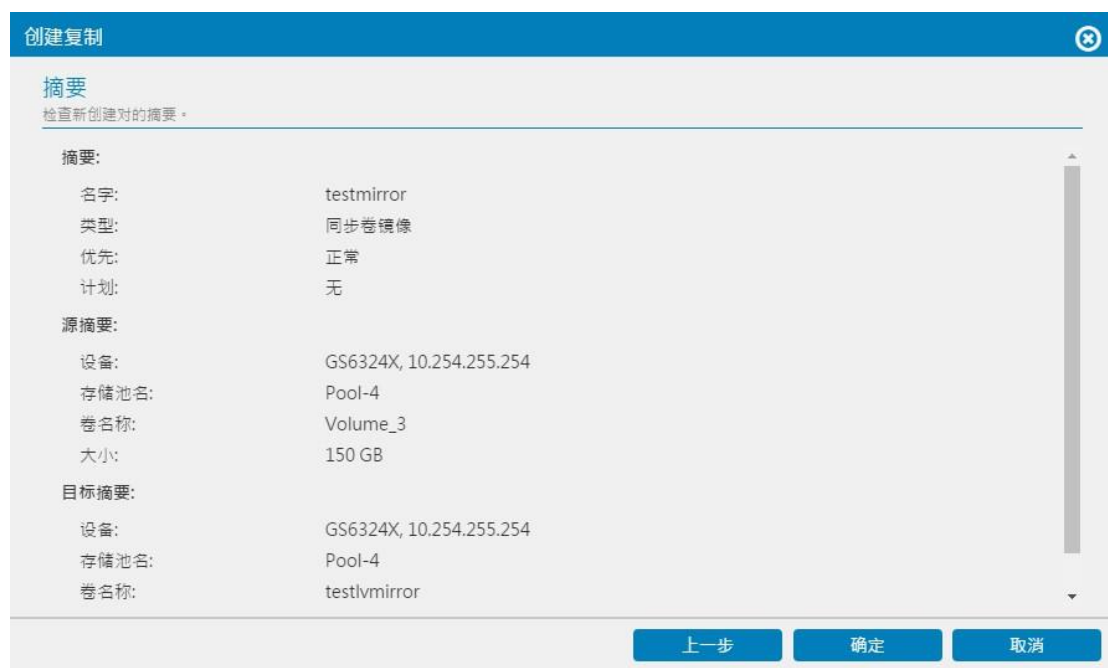 创建复制
摘要
检查新创建对的摘要。
摘要:
名字: testmirror
类型: 同步卷镜像
优先: 正常
计划: 无
源摘要:
设备: GS6324X, 10.254.255.254
存储池名: Pool-4
卷名称: Volume_3
大小: 150 GB
目标摘要:
设备: GS6324X, 10.254.255.254
存储池名: Pool-4
卷名称: testlvmirror
上一步 确定 取消